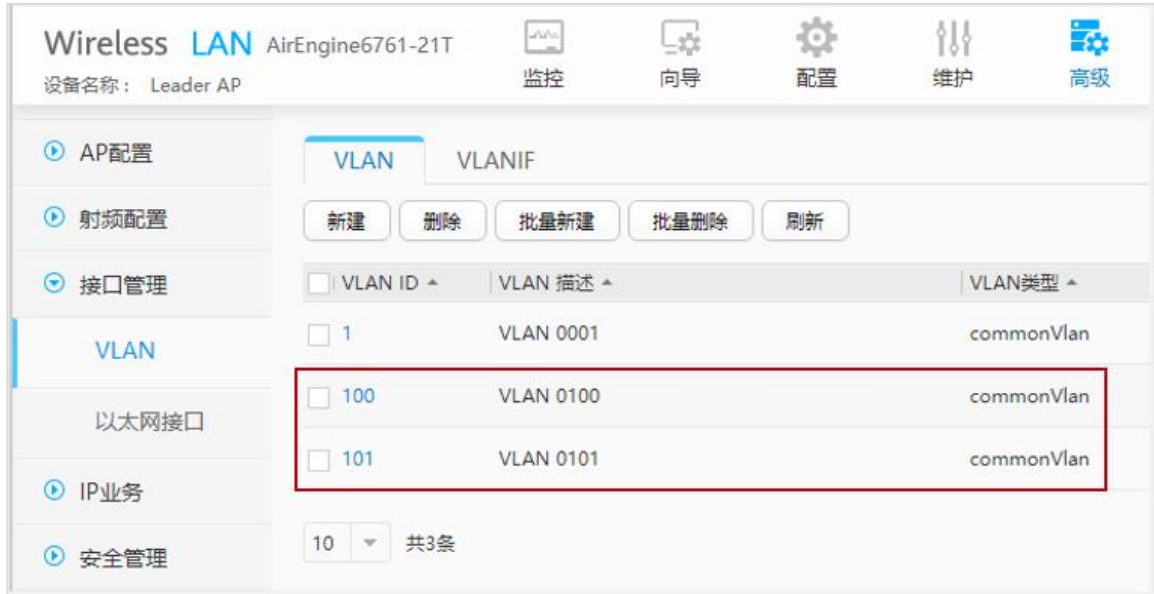 Wireless LAN AirEngine6761-21T
设备名称： Leader AP
监控 向导 配置 维护 高级
AP配置
射频配置
接口管理
VLAN
以太网接口
IP业务
安全管理
VLAN VLANIF
新建 删除 批量新建 批量删除 刷新
VLAN ID VLAN 描述 VLAN类型
1 VLAN 0001 commonVlan
100 VLAN 0100 commonVlan
101 VLAN 0101 commonVlan
10 共3条